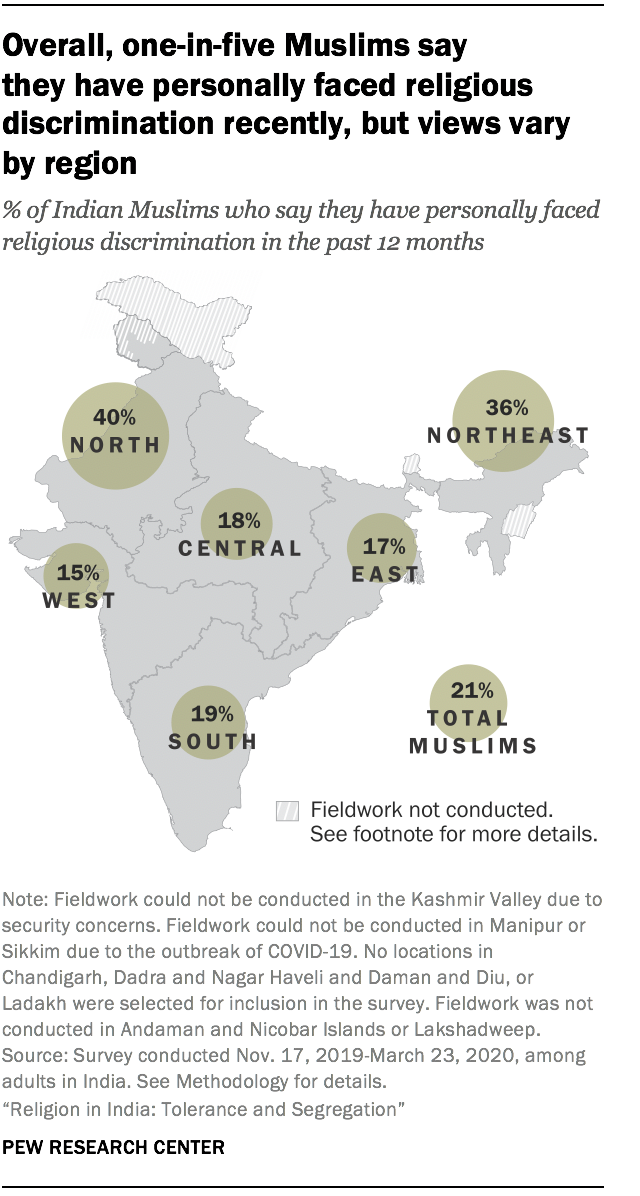 Overall, one-in-five Muslims say
they have personally faced religious
discrimination recently, but views vary
by region
% of Indian Muslims who say they have personally faced
religious discrimination in the past 12 months
40%
NORTH
36%
NORTHEAST
18%
CENTRAL
17%
EAST
15%
WEST
19%
SOUTH
21%
TOTAL
MUSLIMS
Fieldwork not conducted.
See footnote for more details.
Note: Fieldwork could not be conducted in the Kashmir Valley due to
security concerns. Fieldwork could not be conducted in Manipur or
Sikkim due to the outbreak of COVID-19. No locations in
Chandigarh, Dadra and Nagar Haveli and Daman and Diu, or
Ladakh were selected for inclusion in the survey. Fieldwork was not
conducted in Andaman and Nicobar Islands or Lakshadweep.
Source: Survey conducted Nov. 17, 2019-March 23, 2020, among
adults in India. See Methodology for details.
“Religion in India: Tolerance and Segregation”
PEW RESEARCH CENTER